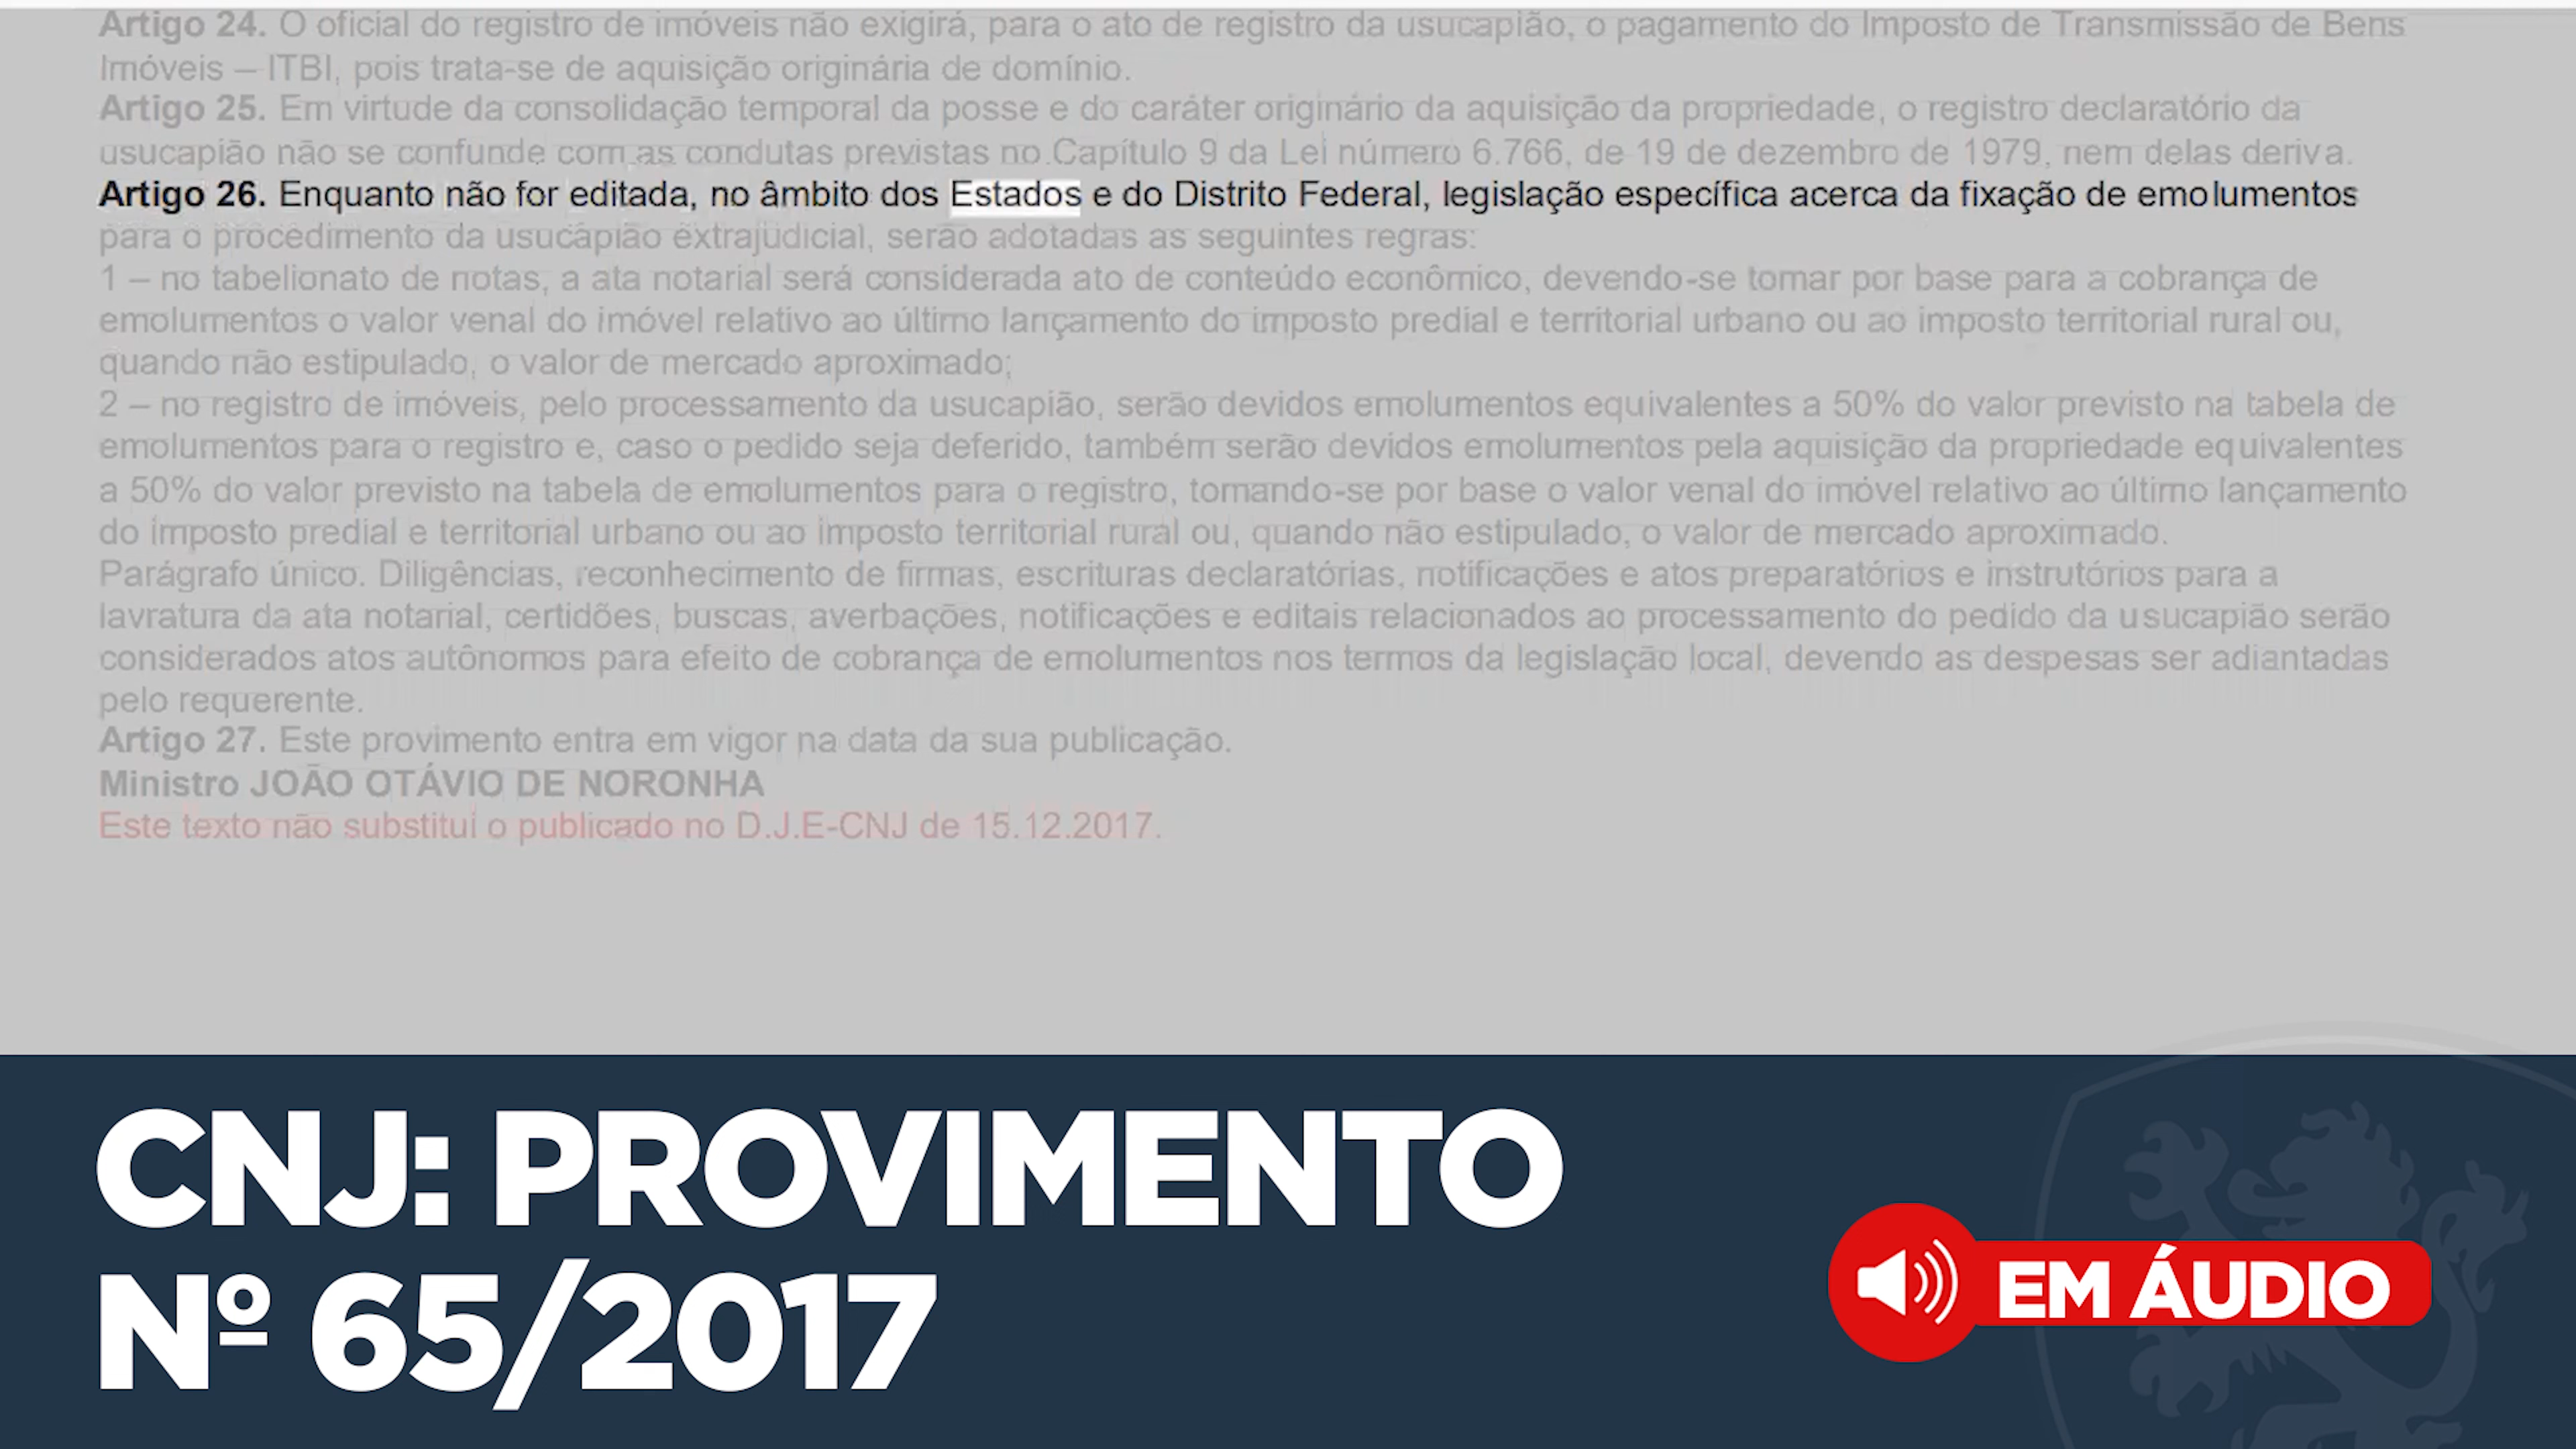 Artigo 24. O oficial do registro de imóveis não exigirá, para o ato de registro da usucapião, o pagamento do Imposto de Transmissão de Bens
Imóveis – ITBI, pois trata-se de aquisição originária de domínio.
Artigo 25. Em virtude da consolidação temporal da posse e do caráter originário da aquisição da propriedade, o registro declaratório da
usucapião não se confunde com as condutas previstas no Capítulo 9 da Lei número 6.766, de 19 de dezembro de 1979, nem delas deriva.
Artigo 26. Enquanto não for editada, no âmbito dos Estados e do Distrito Federal, legislação específica acerca da fixação de emolumentos
para o procedimento da usucapião extrajudicial, serão adotadas as seguintes regras:
1 – no tabelionato de notas, a ata notarial será considerada ato de conteúdo econômico, devendo-se tomar por base para a cobrança de
emolumentos o valor venal do imóvel relativo ao último lançamento do imposto predial e territorial urbano ou ao imposto territorial rural ou,
quando não estipulado, o valor de mercado aproximado;
2 – no registro de imóveis, pelo processamento da usucapião, serão devidos emolumentos equivalentes a 50% do valor previsto na tabela de
emolumentos para o registro e, caso o pedido seja deferido, também serão devidos emolumentos pela aquisição da propriedade equivalentes
a 50% do valor previsto na tabela de emolumentos para o registro, tomando-se por base o valor venal do imóvel relativo ao último lançamento
do imposto predial e territorial urbano ou ao imposto territorial rural ou, quando não estipulado, o valor de mercado aproximado.
Parágrafo único. Diligências, reconhecimento de firmas, escrituras declaratórias, notificações e atos preparatórios e instrutórios para a
lavratura da ata notarial, certidões, buscas, averbações, notificações e editais relacionados ao processamento do pedido da usucapião serão
considerados atos autônomos para efeito de cobrança de emolumentos nos termos da legislação local, devendo as despesas ser adiantadas
pelo requerente.
Artigo 27. Este provimento entra em vigor na data da sua publicação.
Ministro JOÃO OTÁVIO DE NORONHA
Este texto não substitui o publicado no D.J.E-CNJ de 15.12.2017.
CNJ: PROVIMENTO
Nº 65/2017
EM ÁUDIO